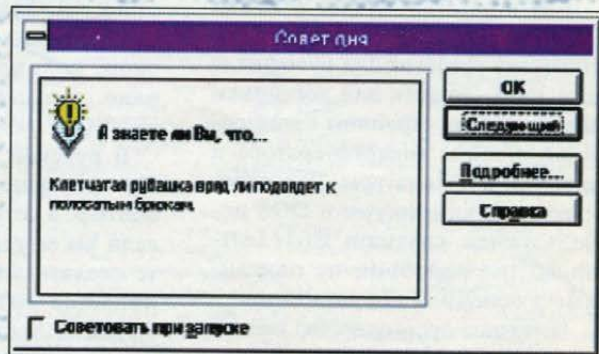 Совет дня
А знаете ли Вы, что...
Клетчатая рубашка вряд ли подойдет к
полосатым брюкам.
OK
Следующий
Подробнее...
Справка
Советовать при запуске